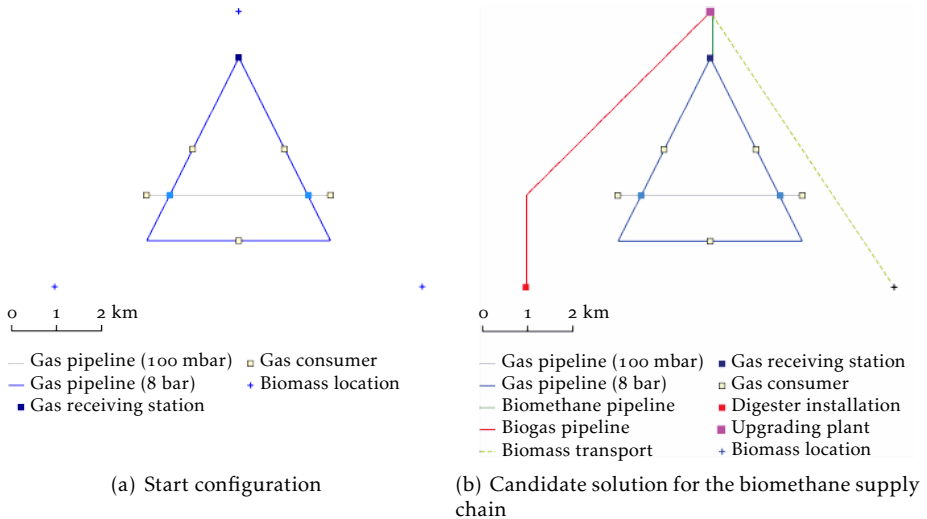 0 1 2 km
Gas pipeline (100 mbar)
Gas pipeline (8 bar)
Gas receiving station
Gas consumer
Biomass location
(a) Start configuration
0 1 2 km
Gas pipeline (100 mbar)
Gas pipeline (8 bar)
Biomethane pipeline
Biogas pipeline
Biomass transport
Gas receiving station
Gas consumer
Digester installation
Upgrading plant
Biomass location
(b) Candidate solution for the biomethane supply
chain